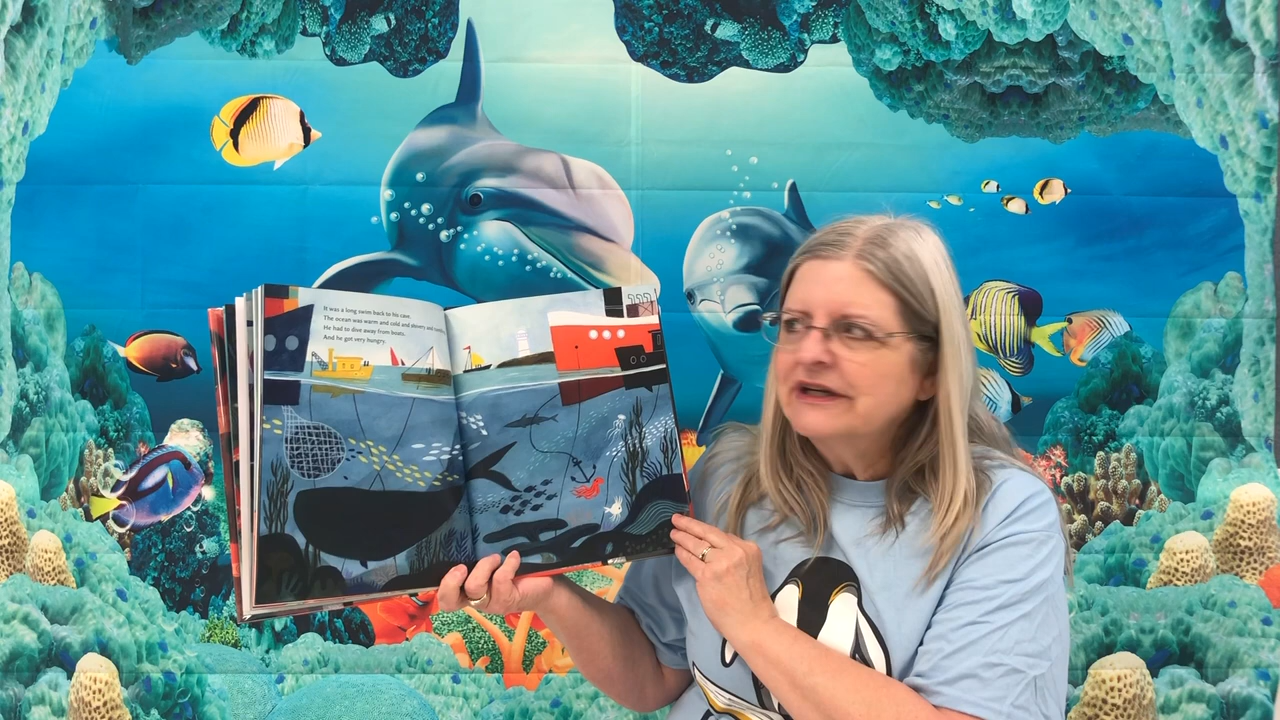 It was a long swim back to his cave.
The ocean was warm and cold and stormy and
He had to dive away from boats.
And he got very hungry.